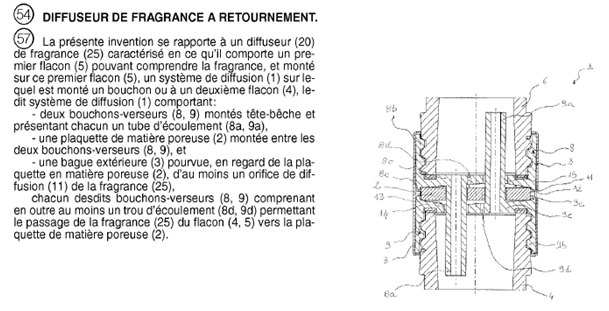 54 DIFFUSEUR DE FRAGRANCE A RETOURNEMENT.
57 La présente invention se rapporte à un diffuseur (20)
de fragrance (25) caractérisé en ce qu'il comporte un pre-
mier flacon (5) pouvant comprendre la fragrance, et monté
sur ce premier flacon (5), un système de diffusion (1) sur le-
quel est monté un bouchon ou à un deuxième flacon (4), le-
dit système de diffusion (1) comportant:
- deux bouchons-verseurs (8, 9) montés tête-bêche et
présentant chacun un tube d'écoulement (8a, 9a),
- une plaquette de matière poreuse (2) montée entre les
deux bouchons-verseurs (8, 9), et
- une bague extérieure (3) pourvue, en regard de la pla-
quette en matière poreuse (2), d'au moins un orifice de dif-
fusion (11) de la fragrance (25),
chacun desdits bouchons-verseurs (8, 9) comprenant
en outre au moins un trou d'écoulement (8d, 9d) permettant
le passage de la fragrance (25) du flacon (4, 5) vers la pla-
quette de matière poreuse (2).
6
9a
8b
8
8d
3
8c
15
8e
11
2
12
13
9c
14
9e
9
9b
3
9d
8a
4